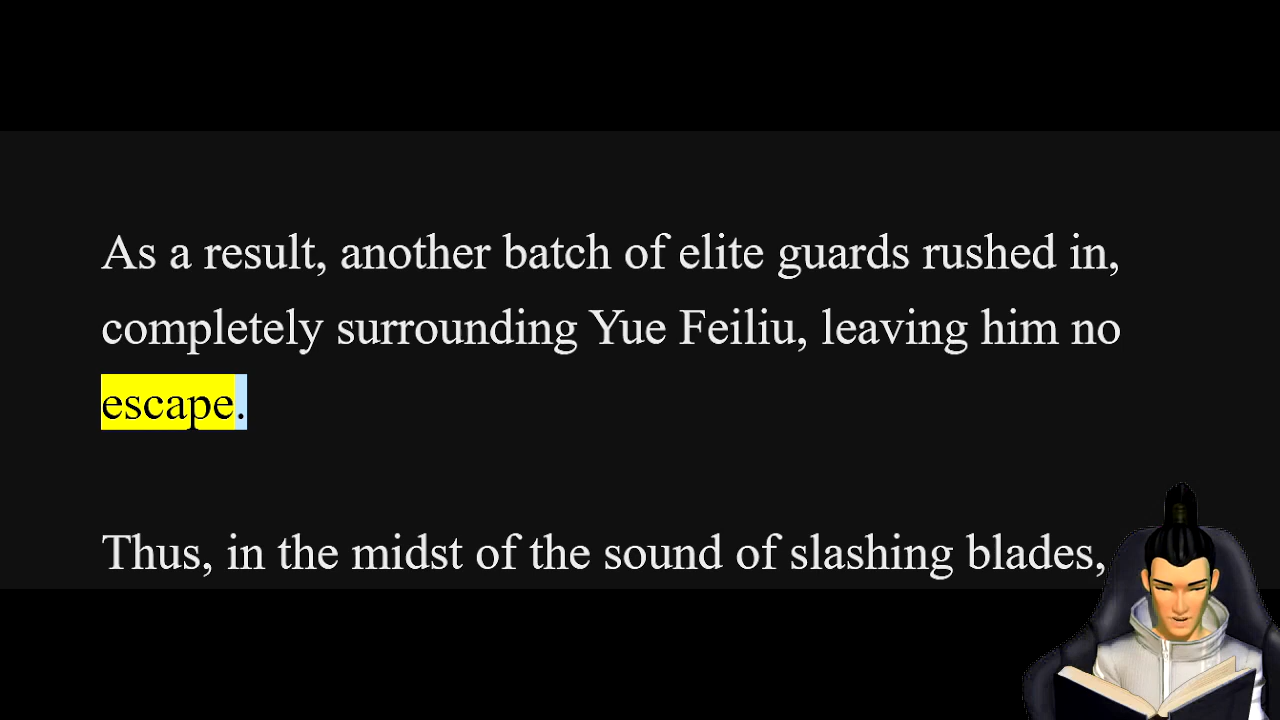 As a result, another batch of elite guards rushed in,
completely surrounding Yue Feiliu, leaving him no
escape.
Thus, in the midst of the sound of slashing blades,